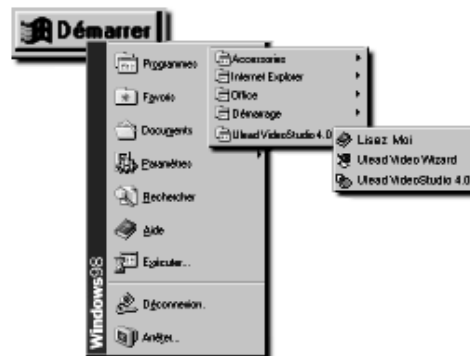 Démarrer
Programmes
Favoris
Documents
Paramètres
Rechercher
Aide
Exécuter...
Déconnexion.
Arrêter...
Windows98
Accessories
Internet Explorer
Office
Démarrage
Ulead VideoStudio 4.0
Lisez Moi
Ulead Video Wizard
Ulead VideoStudio 4.0